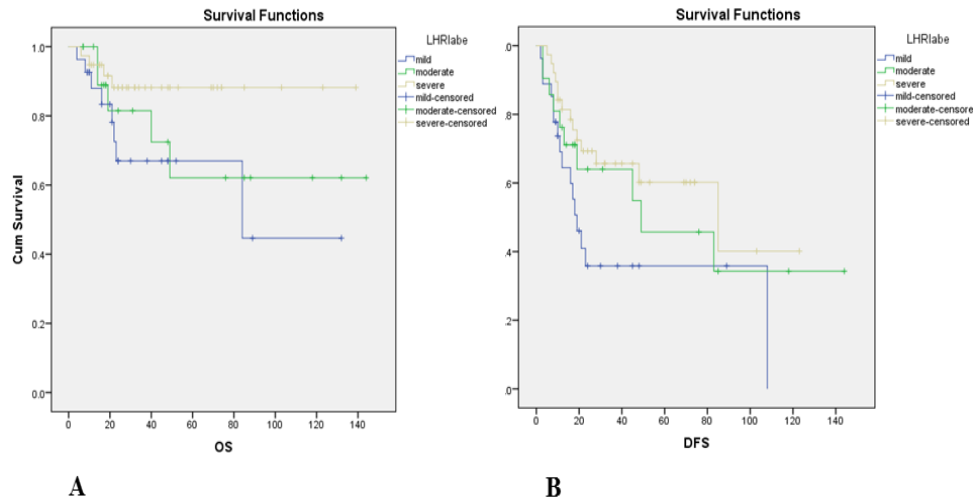 Survival Functions
LHRIabe
mild
moderate
severe
mild-censored
moderate-censored
severe-censored
Cum Survival
1.0
0.8
0.6
0.4
0.2
0.0
0 20 40 60 80 100 120 140
OS
A
Survival Functions
LHRIabe
mild
moderate
severe
mild-censored
moderate-censored
severe-censored
.0
.8
.6
.4
.2
.0
0 20 40 60 80 100 120 140
DFS
B